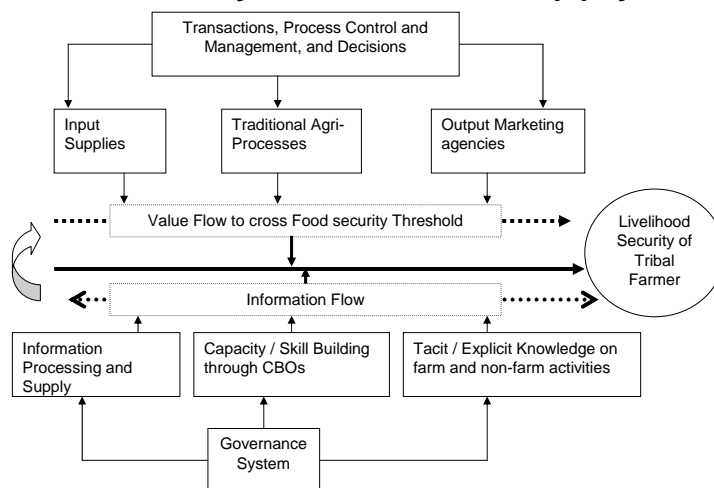 Transactions, Process Control and
Management, and Decisions
Input
Supplies
Traditional Agri-
Processes
Output Marketing
agencies
Value Flow to cross Food security Threshold
Livelihood
Security of
Tribal
Farmer
Information Flow
Information
Processing and
Supply
Capacity / Skill Building
through CBOs
Tacit / Explicit Knowledge on
farm and non-farm activities
Governance
System